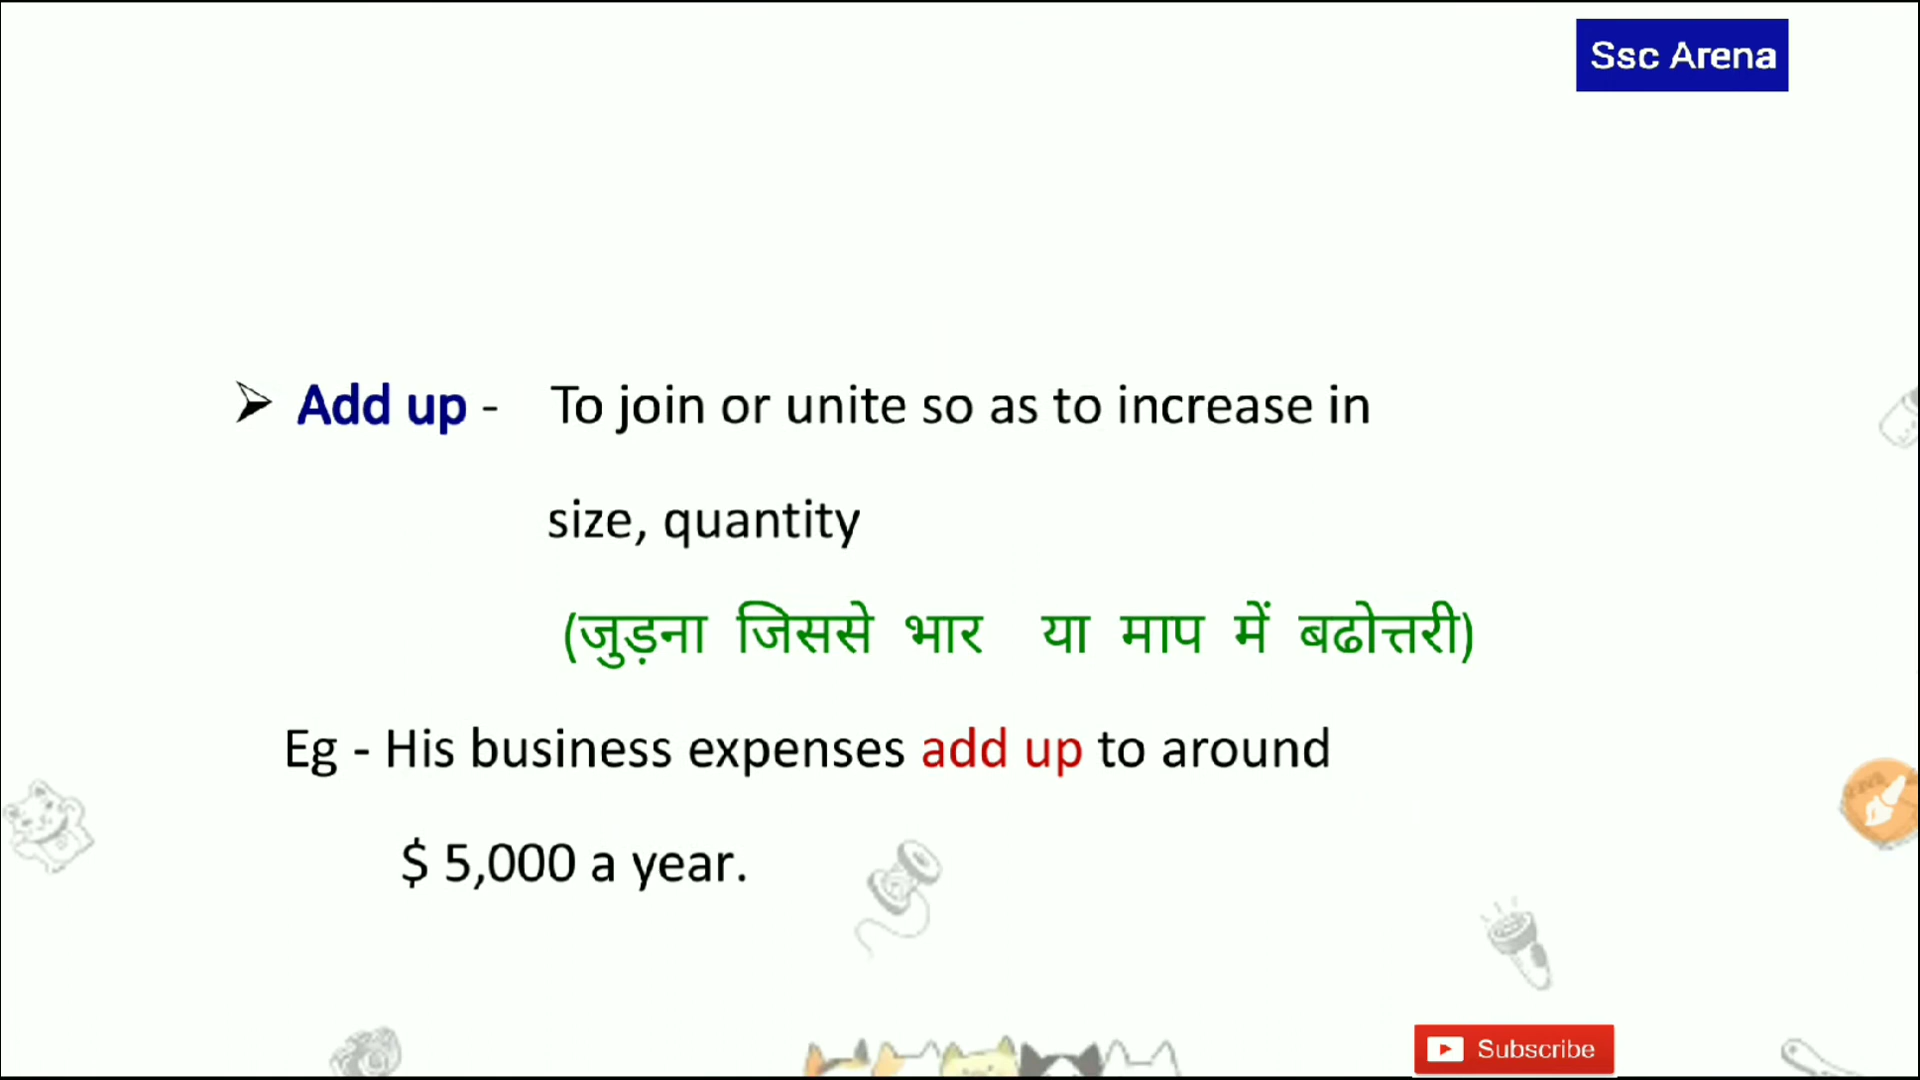 Ssc Arena
➢ Add up - To join or unite so as to increase in
size, quantity
(जुड़ना जिससे भार या माप में बढोत्तरी)
Eg - His business expenses add up to around
$ 5,000 a year.
Subscribe